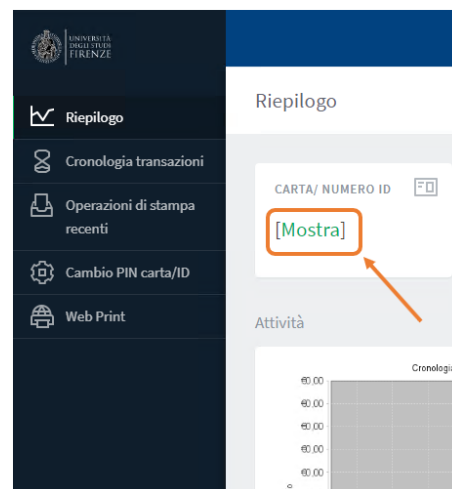 UNIVERSITÀ
DEGLI STUDI
FIRENZE
Riepilogo
Cronologia transazioni
Operazioni di stampa
recenti
Cambio PIN carta/ID
Web Print
Riepilogo
CARTA/ NUMERO ID
[Mostra]
Attività
Cronologia
€0,00
€0,00
€0,00
€0,00
€0,00